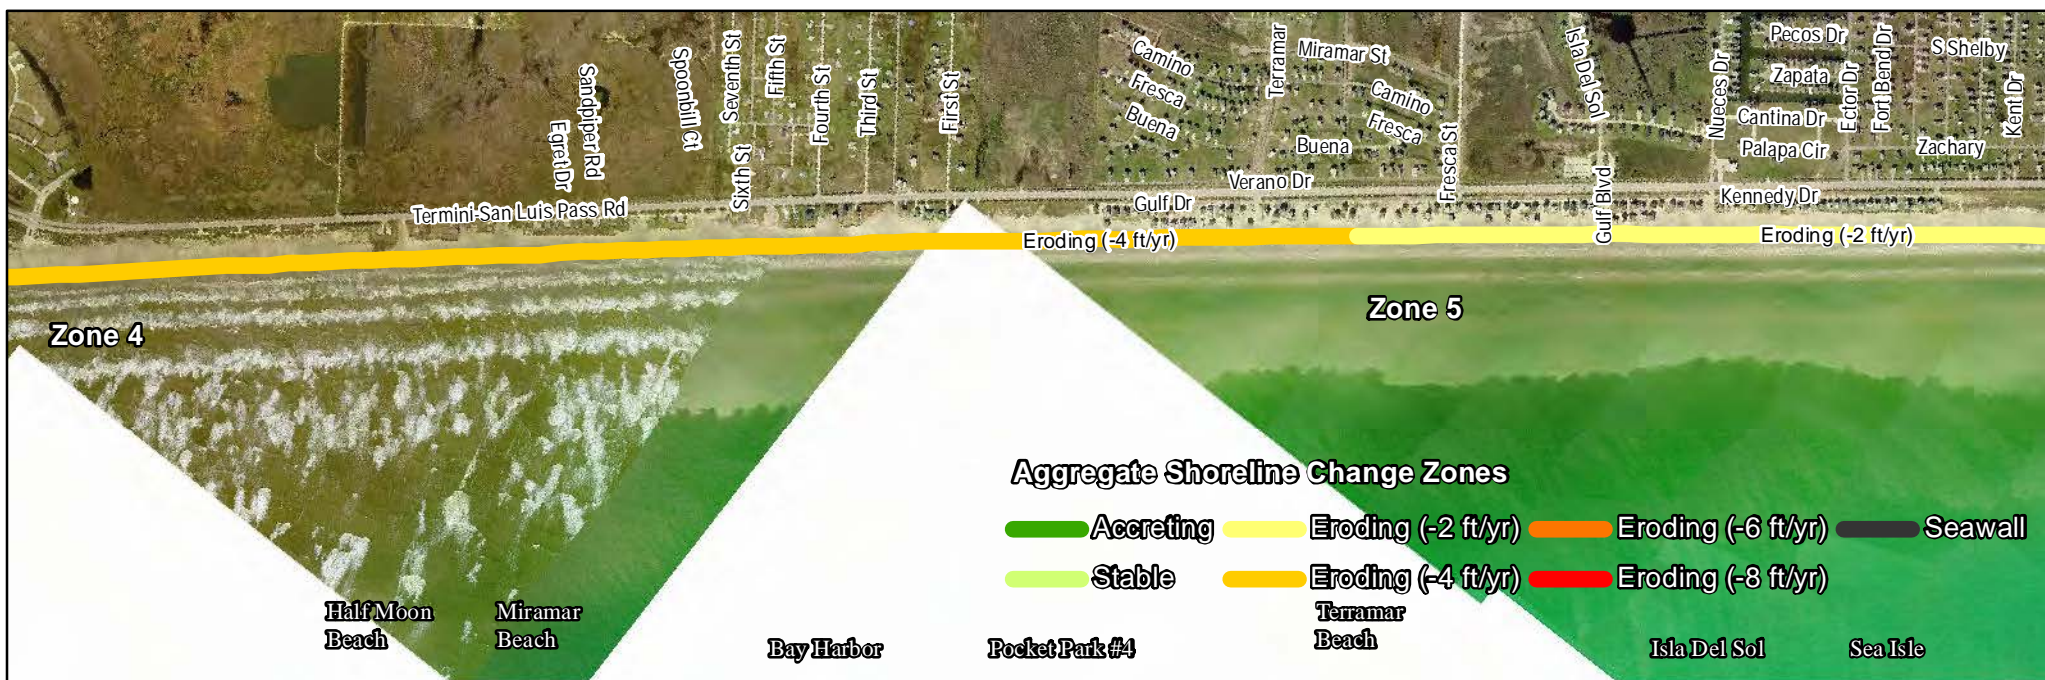 Camino
Fresca
Buena
Terramar
Miramar St
Camino
Fresca
Buena
Fresca St
Isla Del Sol
Nueces Dr
Pecos Dr
Zapata
Cantina Dr
Palapa Cir
Ector Dr
Fort Bend Dr
S Shelby
Kent Dr
Zachary
Spoonbill Ct
Seventh St
Fifth St
Fourth St
Third St
First St
Sandpiper Rd
Egret Dr
Sixth St
Termini-San Luis Pass Rd
Verano Dr
Gulf Dr
Gulf Blvd
Kennedy Dr
Eroding (-4 ft/yr)
Eroding (-2 ft/yr)
Zone 4
Zone 5
Aggregate Shoreline Change Zones
Accreting
Eroding (-2 ft/yr)
Eroding (-6 ft/yr)
Seawall
Stable
Eroding (-4 ft/yr)
Eroding (-8 ft/yr)
Half Moon
Beach
Miramar
Beach
Bay Harbor
Pocket Park #4
Terramar
Beach
Isla Del Sol
Sea Isle